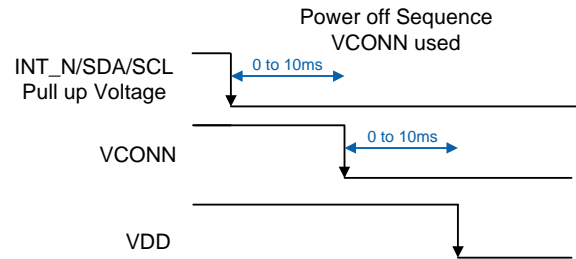 Power off Sequence
VCONN used
INT_N/SDA/SCL
Pull up Voltage
0 to 10ms
VCONN
0 to 10ms
VDD